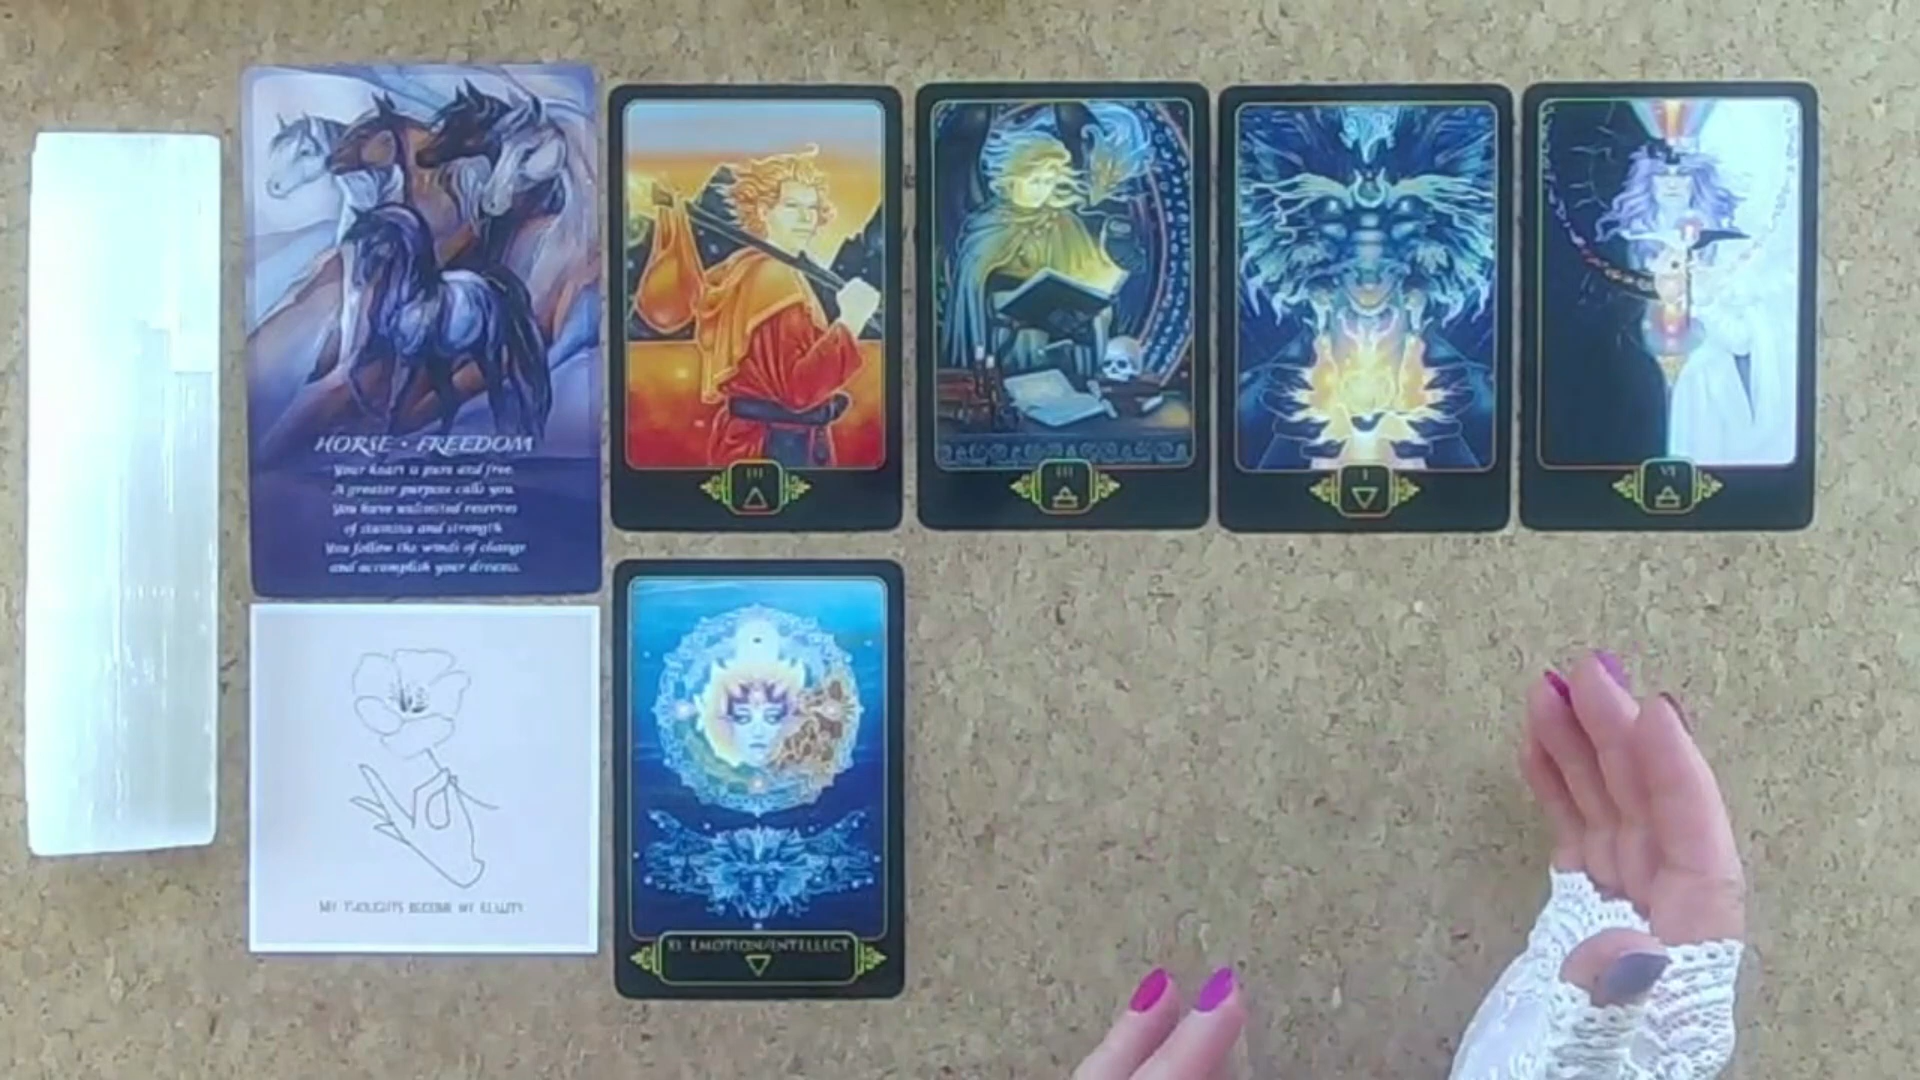 HORSE • FREEDOM
Your heart is pure and free.
A greater purpose calls you.
You have unlimited reserves
of stamina and strength.
You follow the winds of change
and accomplish your dreams.
III
III
I
VI
MY THOUGHTS BECOME MY REALITY
XI EMOTION/INTELLECT